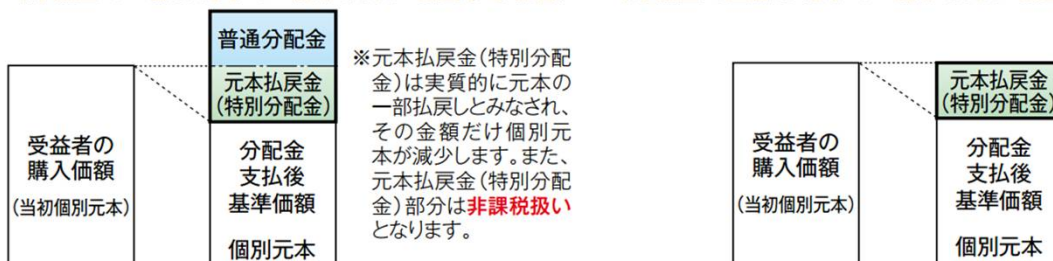 普通分配金
元本払戻金
(特別分配金)
受益者の
購入価額
(当初個別元本)
分配金
支払後
基準価額
個別元本
※元本払戻金(特別分配
金)は実質的に元本の
一部払戻しとみなされ、
その金額だけ個別元
本が減少します。また、
元本払戻金(特別分配
金)部分は非課税扱い
となります。
受益者の
購入価額
(当初個別元本)
元本払戻金
(特別分配金)
分配金
支払後
基準価額
個別元本